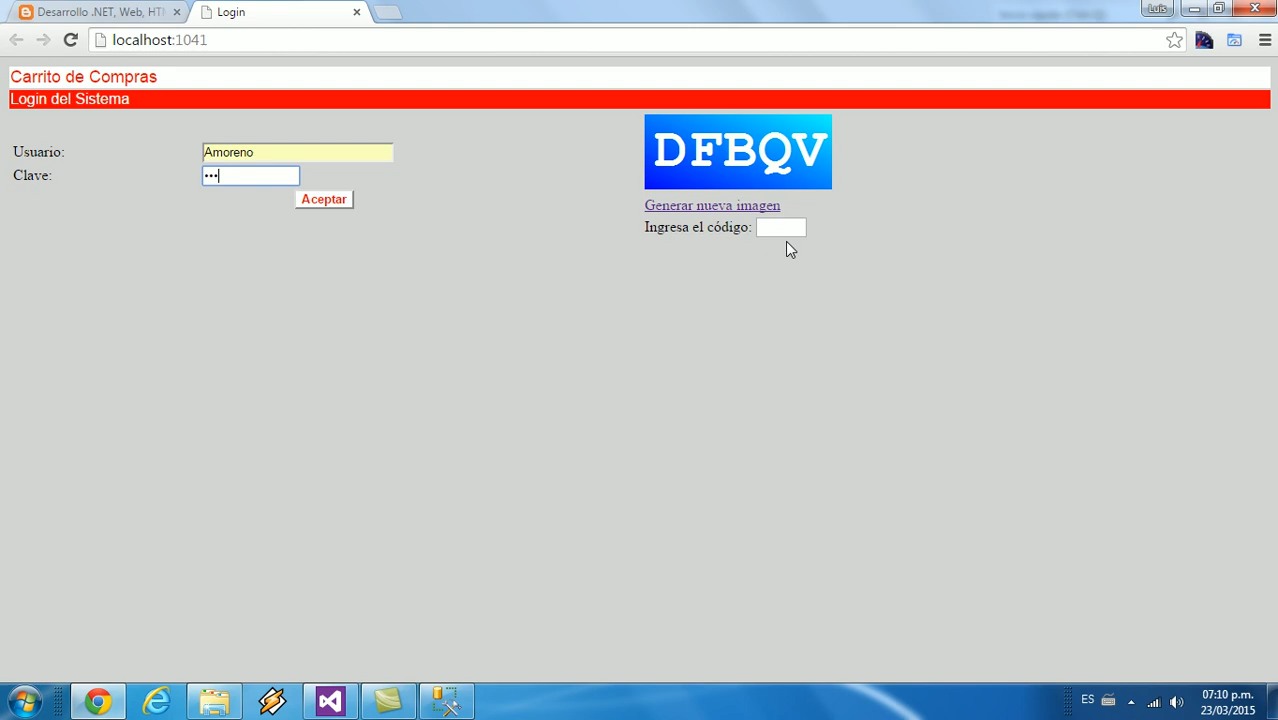 Desarrollo .NET, Web, HT
Login
Luis
localhost:1041
Carrito de Compras
Login del Sistema
DFBQV
Usuario: Amoreno
Clave: •••
Aceptar
Generar nueva imagen
Ingresa el código:
ES
07:10 p.m.
23/03/2015